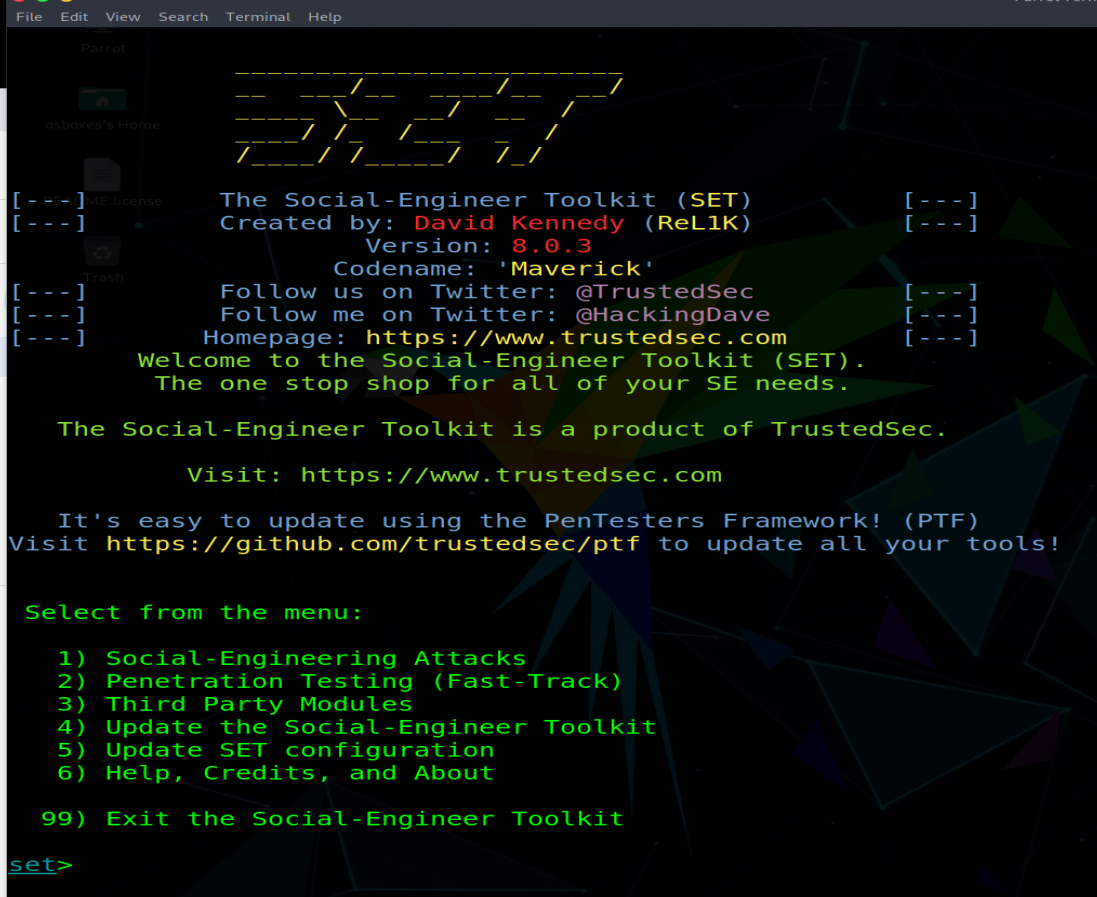 File Edit View Search Terminal Help
Parrot
osboxes's Home
README.license
Trash
[---] The Social-Engineer Toolkit (SET) [---]
[---] Created by: David Kennedy (ReL1K) [---]
Version: 8.0.3
Codename: 'Maverick'
[---] Follow us on Twitter: @TrustedSec [---]
[---] Follow me on Twitter: @HackingDave [---]
[---] Homepage: https://www.trustedsec.com [---]
Welcome to the Social-Engineer Toolkit (SET).
The one stop shop for all of your SE needs.
The Social-Engineer Toolkit is a product of TrustedSec.
Visit: https://www.trustedsec.com
It's easy to update using the PenTesters Framework! (PTF)
Visit https://github.com/trustedsec/ptf to update all your tools!
Select from the menu:
1) Social-Engineering Attacks
2) Penetration Testing (Fast-Track)
3) Third Party Modules
4) Update the Social-Engineer Toolkit
5) Update SET configuration
6) Help, Credits, and About
99) Exit the Social-Engineer Toolkit
set>